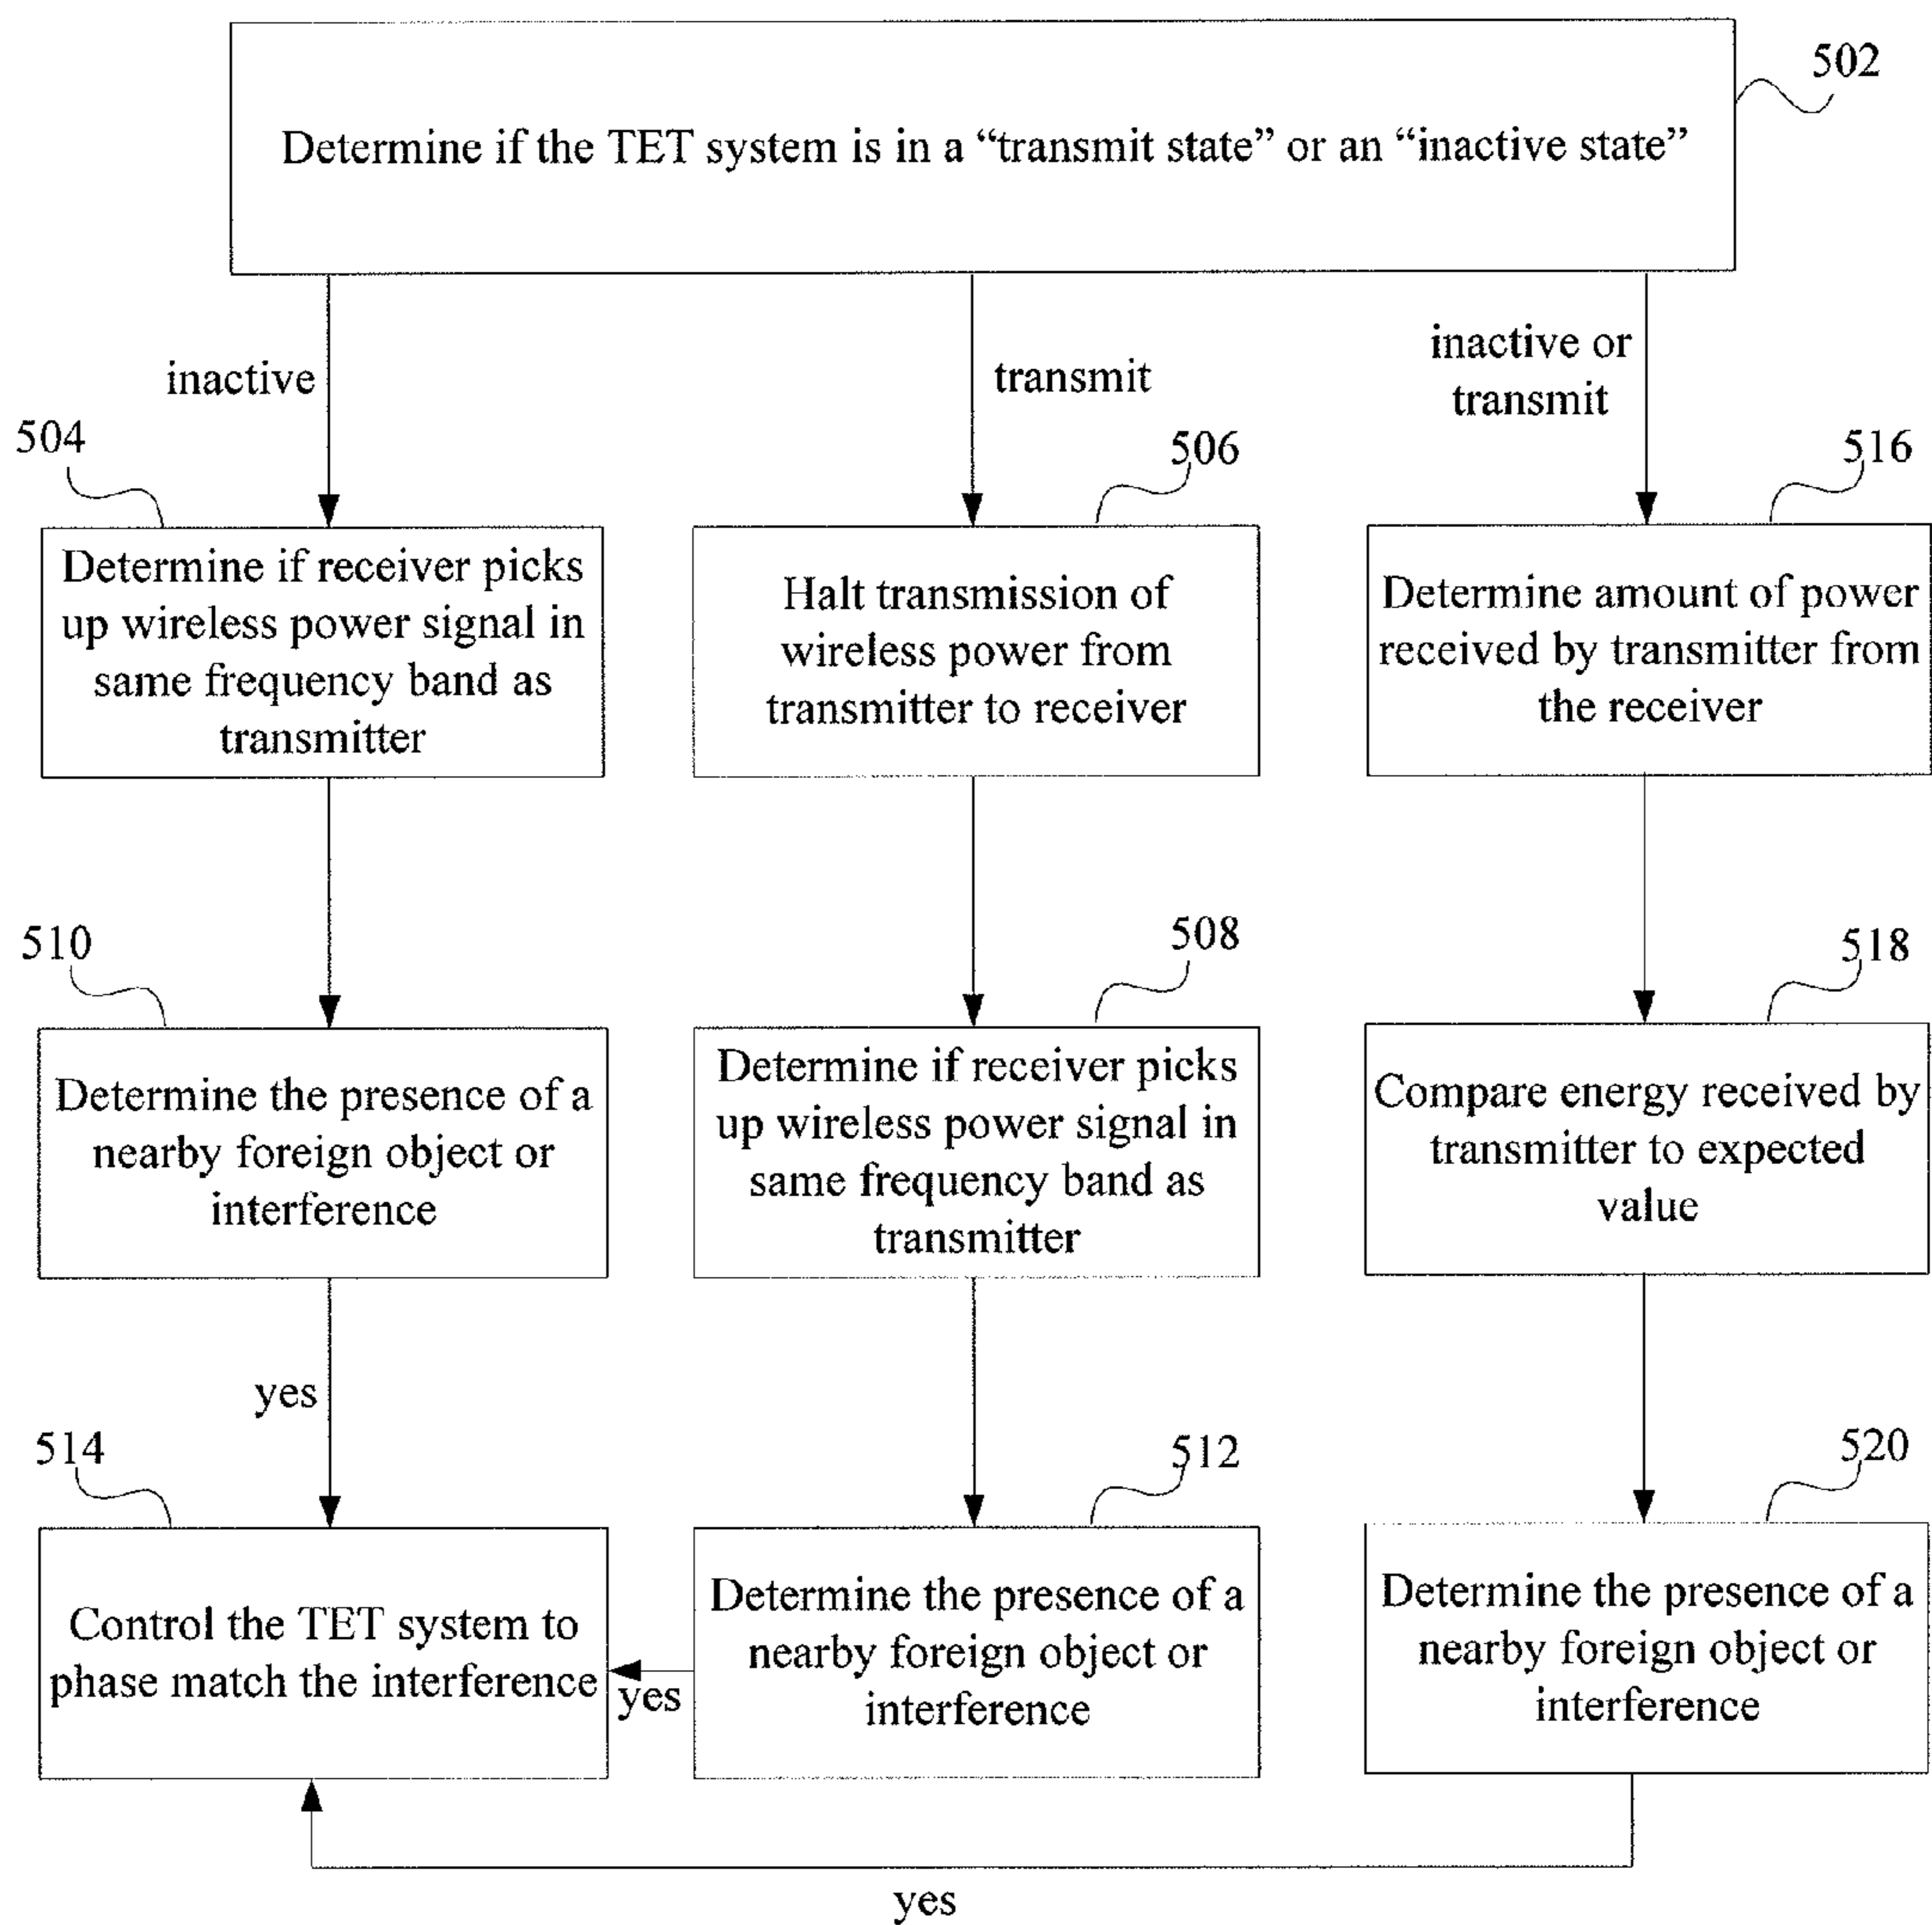 502
Determine if the TET system is in a “transmit state” or an “inactive state”
inactive
transmit
inactive or
transmit
504
506
516
Determine if receiver picks
up wireless power signal in
same frequency band as
transmitter
Halt transmission of
wireless power from
transmitter to receiver
Determine amount of power
received by transmitter from
the receiver
510
508
518
Determine the presence of a
nearby foreign object or
interference
Determine if receiver picks
up wireless power signal in
same frequency band as
transmitter
Compare energy received by
transmitter to expected
value
yes
514
512
520
Control the TET system to
phase match the interference
yes
Determine the presence of a
nearby foreign object or
interference
Determine the presence of a
nearby foreign object or
interference
yes